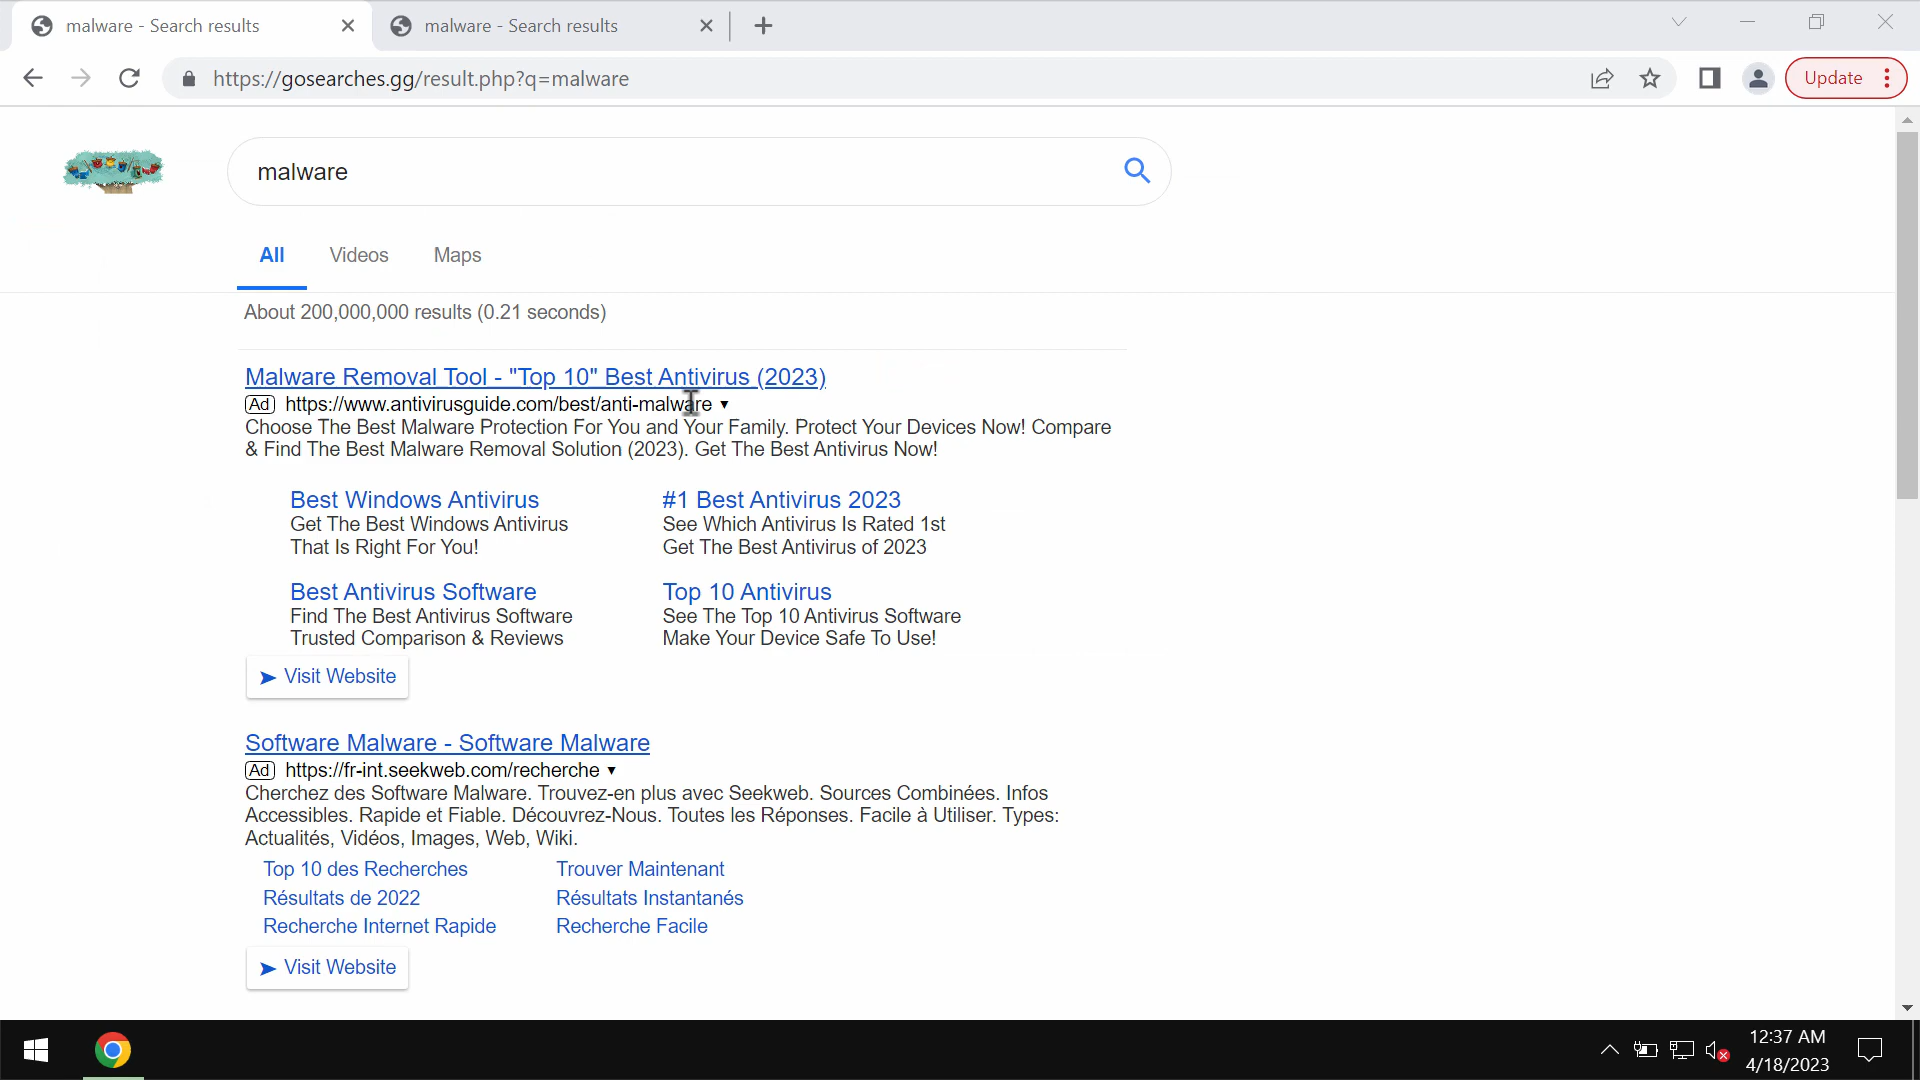 malware - Search results
malware - Search results
https://gosearches.gg/result.php?q=malware
Update
malware
All
Videos
Maps
About 200,000,000 results (0.21 seconds)
Malware Removal Tool - "Top 10" Best Antivirus (2023)
Ad https://www.antivirusguide.com/best/anti-malware ▼
Choose The Best Malware Protection For You and Your Family. Protect Your Devices Now! Compare
& Find The Best Malware Removal Solution (2023). Get The Best Antivirus Now!
Best Windows Antivirus
Get The Best Windows Antivirus
That Is Right For You!
#1 Best Antivirus 2023
See Which Antivirus Is Rated 1st
Get The Best Antivirus of 2023
Best Antivirus Software
Find The Best Antivirus Software
Trusted Comparison & Reviews
Top 10 Antivirus
See The Top 10 Antivirus Software
Make Your Device Safe To Use!
➤ Visit Website
Software Malware - Software Malware
Ad https://fr-int.seekweb.com/recherche ▼
Cherchez des Software Malware. Trouvez-en plus avec Seekweb. Sources Combinées. Infos
Accessibles. Rapide et Fiable. Découvrez-Nous. Toutes les Réponses. Facile à Utiliser. Types:
Actualités, Vidéos, Images, Web, Wiki.
Top 10 des Recherches
Trouver Maintenant
Résultats de 2022
Résultats Instantanés
Recherche Internet Rapide
Recherche Facile
➤ Visit Website
12:37 AM
4/18/2023